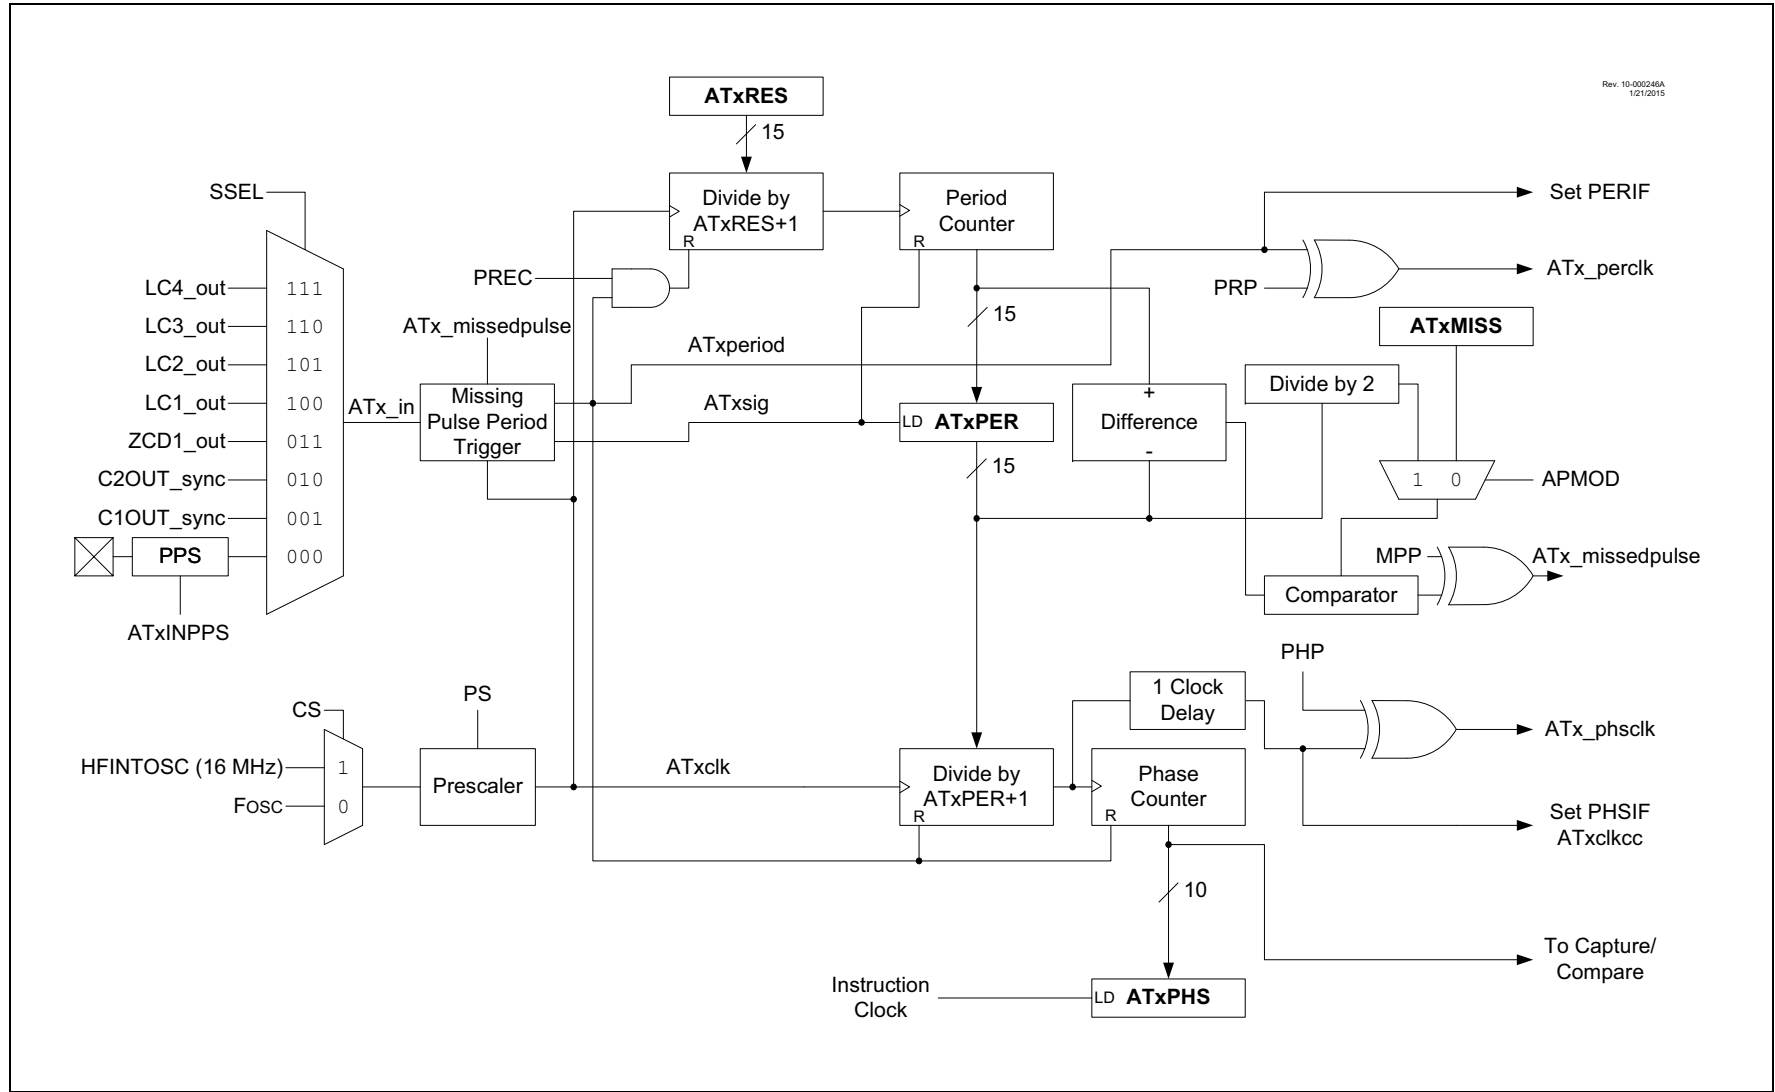 Rev. 10-000246A
1/21/2015
ATxRES
15
SSEL
Divide by
ATxRES+1
R
Period
Counter
R
Set PERIF
PREC
PRP
ATx_perclk
LC4_out
111
LC3_out
110
LC2_out
101
LC1_out
100
ZCD1_out
011
C2OUT_sync
010
C1OUT_sync
001
PPS
000
ATxINPPS
ATx_in
ATx_missedpulse
Missing
Pulse Period
Trigger
ATxperiod
ATxsig
15
LD
ATxPER
15
+
Difference
-
ATxMISS
Divide by 2
1
0
APMOD
MPP
ATx_missedpulse
Comparator
PHP
CS
PS
HFINTOSC (16 MHz)
1
FOSC
0
Prescaler
ATxclk
Divide by
ATxPER+1
R
1 Clock
Delay
Phase
Counter
R
ATx_phsclk
Set PHSIF
ATxclkcc
10
To Capture/
Compare
Instruction
Clock
LD
ATxPHS